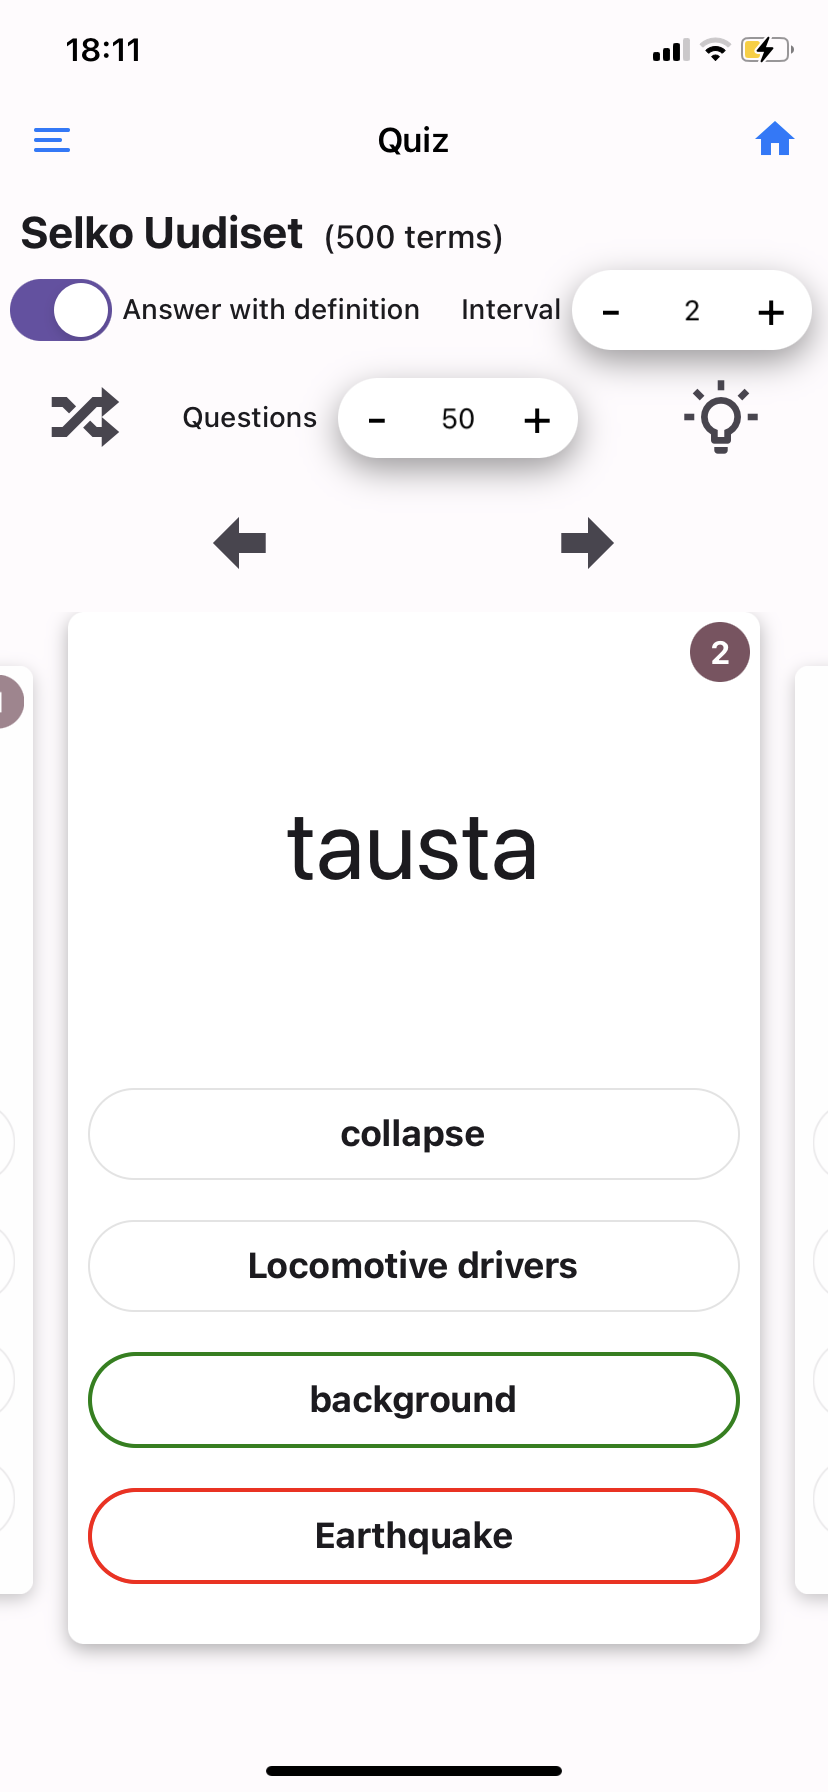 18:11
Quiz
Selko Uudiset (500 terms)
Answer with definition Interval - 2 +
Questions - 50 +
2
tausta
collapse
Locomotive drivers
background
Earthquake